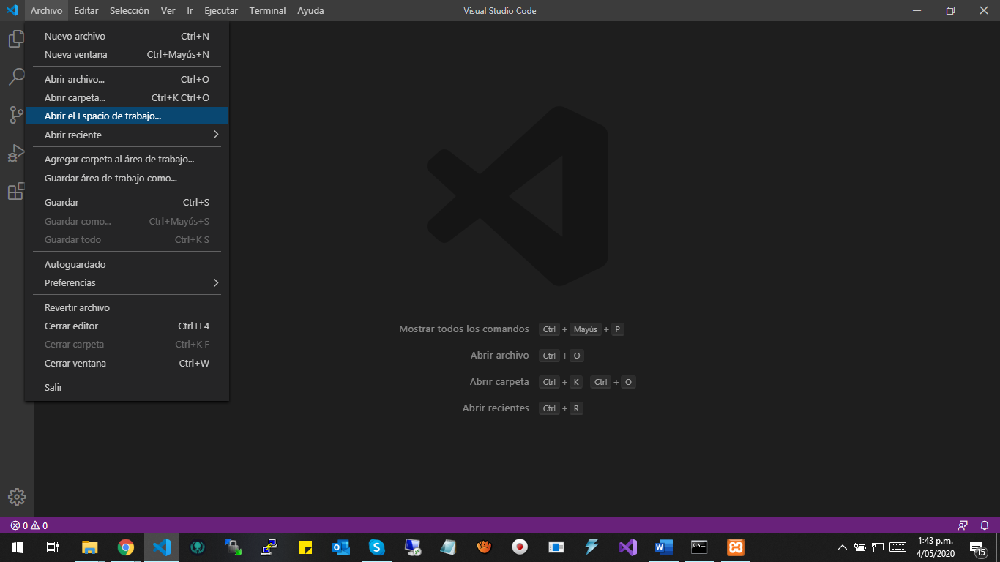 Archivo Editar Selección Ver Ir Ejecutar Terminal Ayuda Visual Studio Code
Nuevo archivo Ctrl+N
Nueva ventana Ctrl+Mayús+N
Abrir archivo... Ctrl+O
Abrir carpeta... Ctrl+K Ctrl+O
Abrir el Espacio de trabajo...
Abrir reciente
Agregar carpeta al área de trabajo...
Guardar área de trabajo como...
Guardar Ctrl+S
Guardar como... Ctrl+Mayús+S
Guardar todo Ctrl+K S
Autoguardado
Preferencias
Revertir archivo
Cerrar editor Ctrl+F4
Cerrar carpeta Ctrl+K F
Cerrar ventana Ctrl+W
Salir
Mostrar todos los comandos Ctrl + Mayús + P
Abrir archivo Ctrl + O
Abrir carpeta Ctrl + K Ctrl + O
Abrir recientes Ctrl + R
0 0
1:43 p.m.
4/05/2020
15